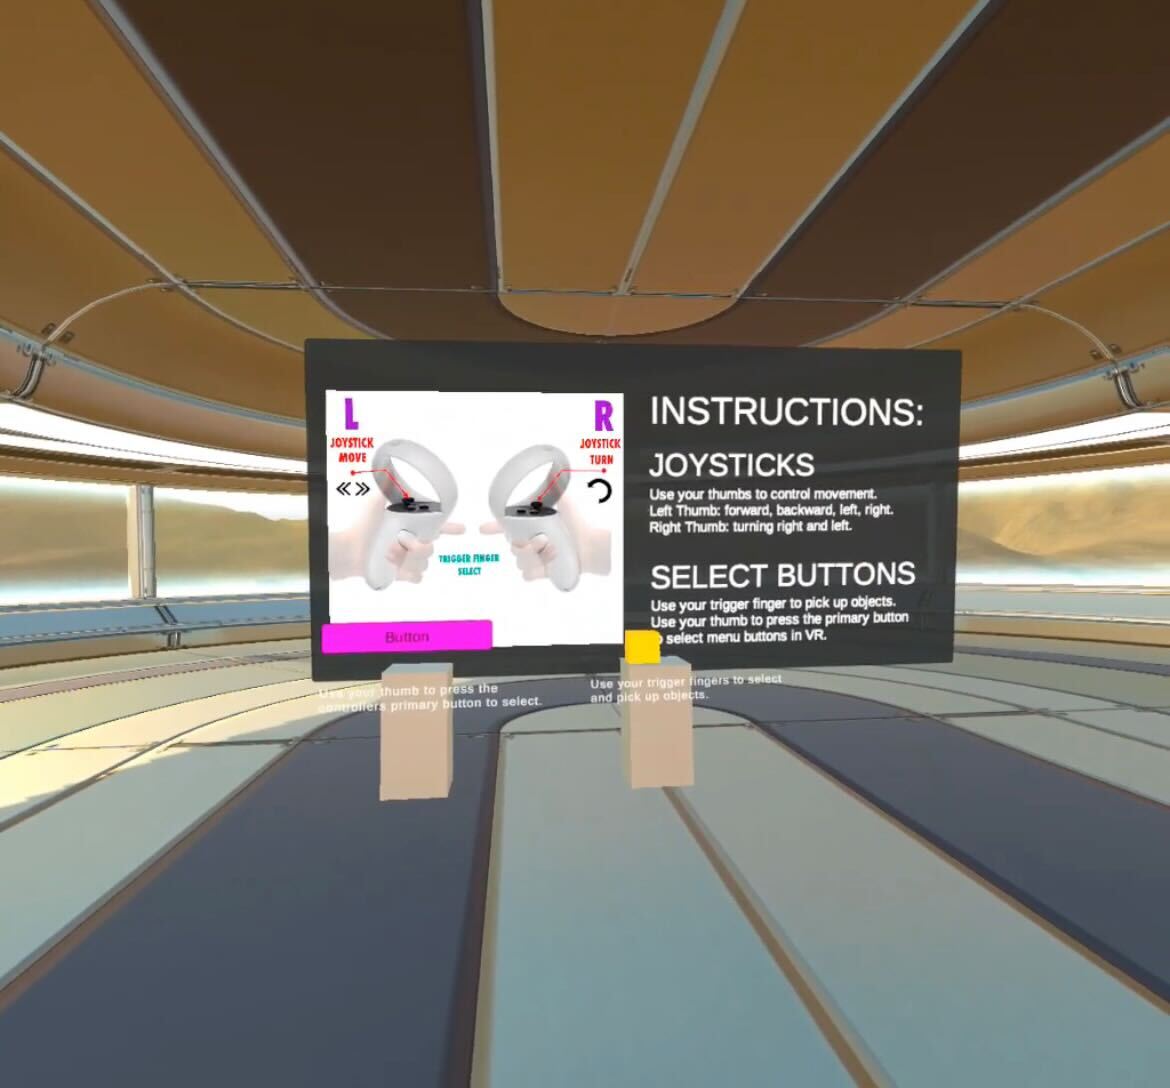 L
JOYSTICK
MOVE
R
JOYSTICK
TURN
TRIGGER FINGER
SELECT
Button
INSTRUCTIONS:
JOYSTICKS
Use your thumbs to control movement.
Left Thumb: forward, backward, left, right.
Right Thumb: turning right and left.
SELECT BUTTONS
Use your trigger finger to pick up objects.
Use your thumb to press the primary button
o select menu buttons in VR.
Use your thumb to press the
controllers primary button to select.
Use your trigger fingers to select
and pick up objects.